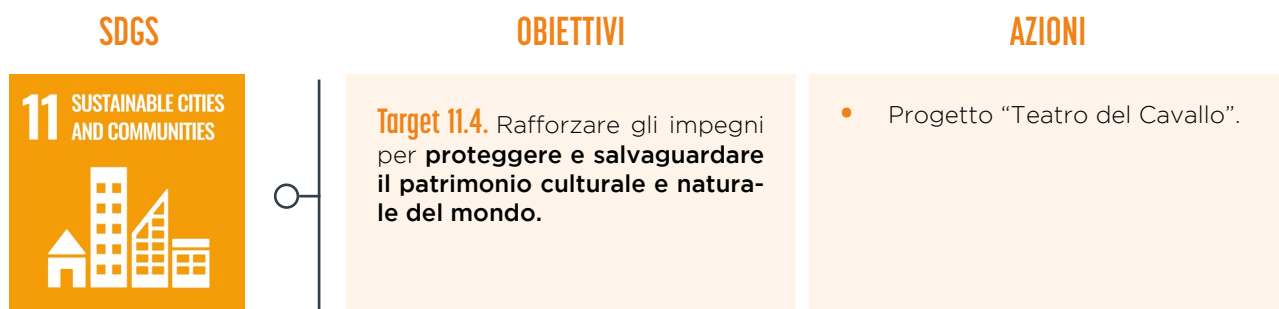 SDGS
OBIETTIVI
AZIONI
11 SUSTAINABLE CITIES
AND COMMUNITIES
Target 11.4. Rafforzare gli impegni
per proteggere e salvaguardare
il patrimonio culturale e natura-
le del mondo.
• Progetto “Teatro del Cavallo”.